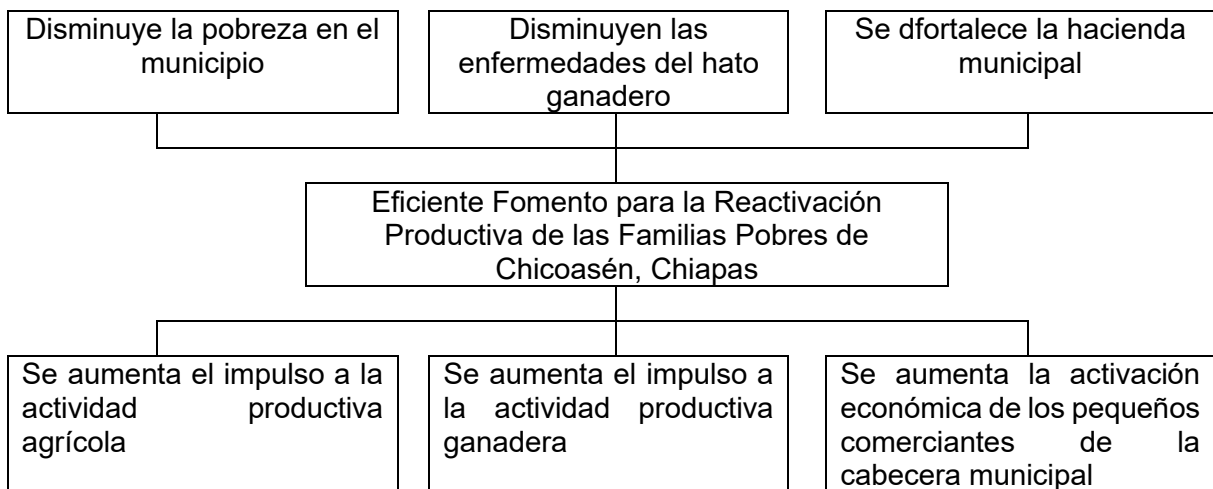 Disminuye la pobreza en el
municipio
Disminuyen las
enfermedades del hato
ganadero
Se dfortalece la hacienda
municipal
Eficiente Fomento para la Reactivación
Productiva de las Familias Pobres de
Chicoasén, Chiapas
Se aumenta el impulso a la
actividad productiva
agrícola
Se aumenta el impulso a
la actividad productiva
ganadera
Se aumenta la activación
económica de los pequeños
comerciantes de la
cabecera municipal